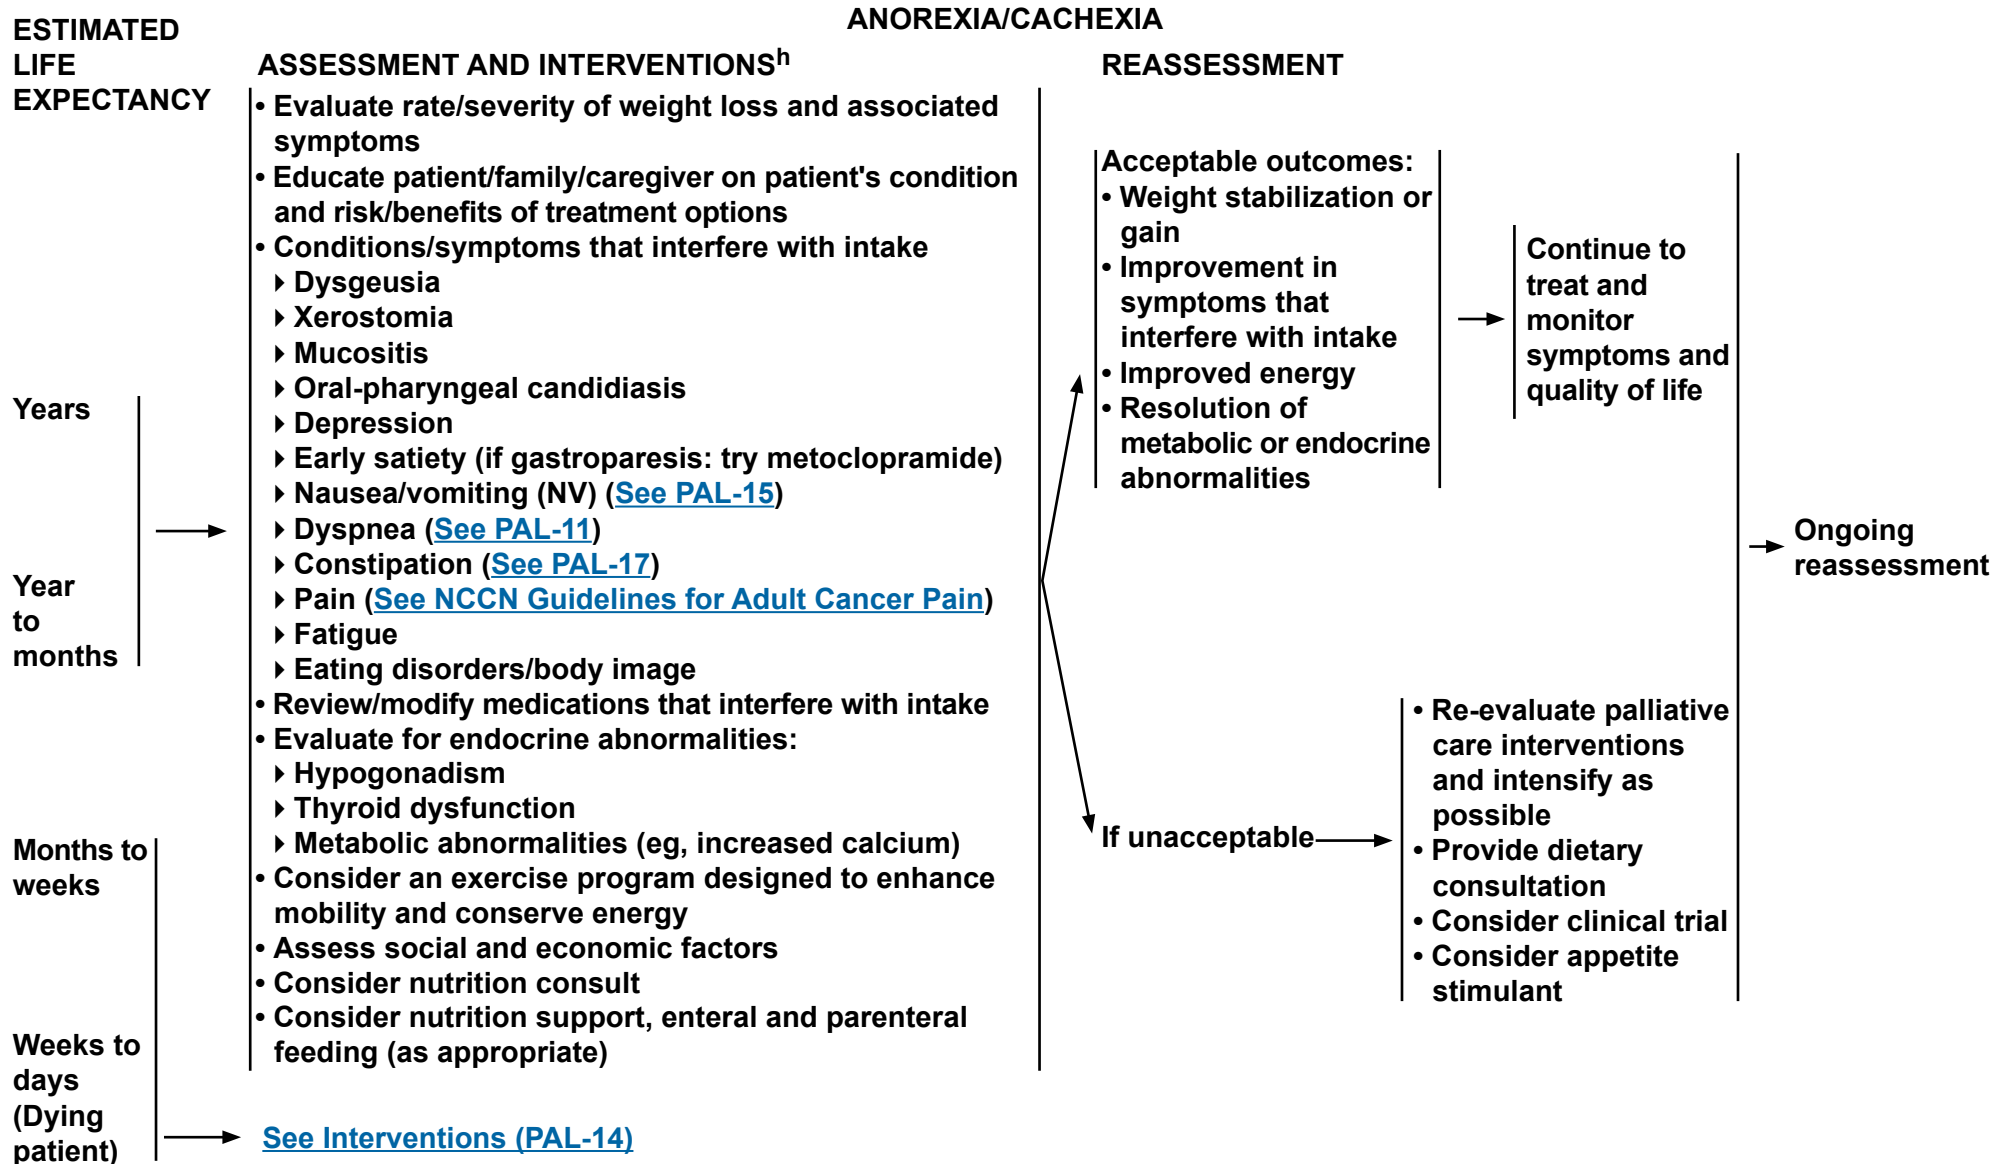 ANOREXIA/CACHEXIA
ESTIMATED
LIFE
EXPECTANCY
Years
Year
to
months
Months to
weeks
Weeks to
days
(Dying
patient)
ASSESSMENT AND INTERVENTIONSʰ
• Evaluate rate/severity of weight loss and associated
symptoms
• Educate patient/family/caregiver on patient's condition
and risk/benefits of treatment options
• Conditions/symptoms that interfere with intake
▸ Dysgeusia
▸ Xerostomia
▸ Mucositis
▸ Oral-pharyngeal candidiasis
▸ Depression
▸ Early satiety (if gastroparesis: try metoclopramide)
▸ Nausea/vomiting (NV) (See PAL-15)
▸ Dyspnea (See PAL-11)
▸ Constipation (See PAL-17)
▸ Pain (See NCCN Guidelines for Adult Cancer Pain)
▸ Fatigue
▸ Eating disorders/body image
• Review/modify medications that interfere with intake
• Evaluate for endocrine abnormalities:
▸ Hypogonadism
▸ Thyroid dysfunction
▸ Metabolic abnormalities (eg, increased calcium)
• Consider an exercise program designed to enhance
mobility and conserve energy
• Assess social and economic factors
• Consider nutrition consult
• Consider nutrition support, enteral and parenteral
feeding (as appropriate)
See Interventions (PAL-14)
REASSESSMENT
Acceptable outcomes:
• Weight stabilization or
gain
• Improvement in
symptoms that
interfere with intake
• Improved energy
• Resolution of
metabolic or endocrine
abnormalities
Continue to
treat and
monitor
symptoms and
quality of life
If unacceptable
• Re-evaluate palliative
care interventions
and intensify as
possible
• Provide dietary
consultation
• Consider clinical trial
• Consider appetite
stimulant
Ongoing
reassessment